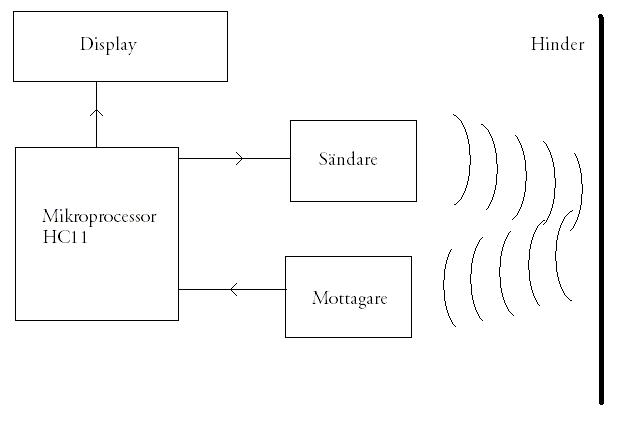 Display
Hinder
Sändare
Mikroprocessor
HC11
Mottagare